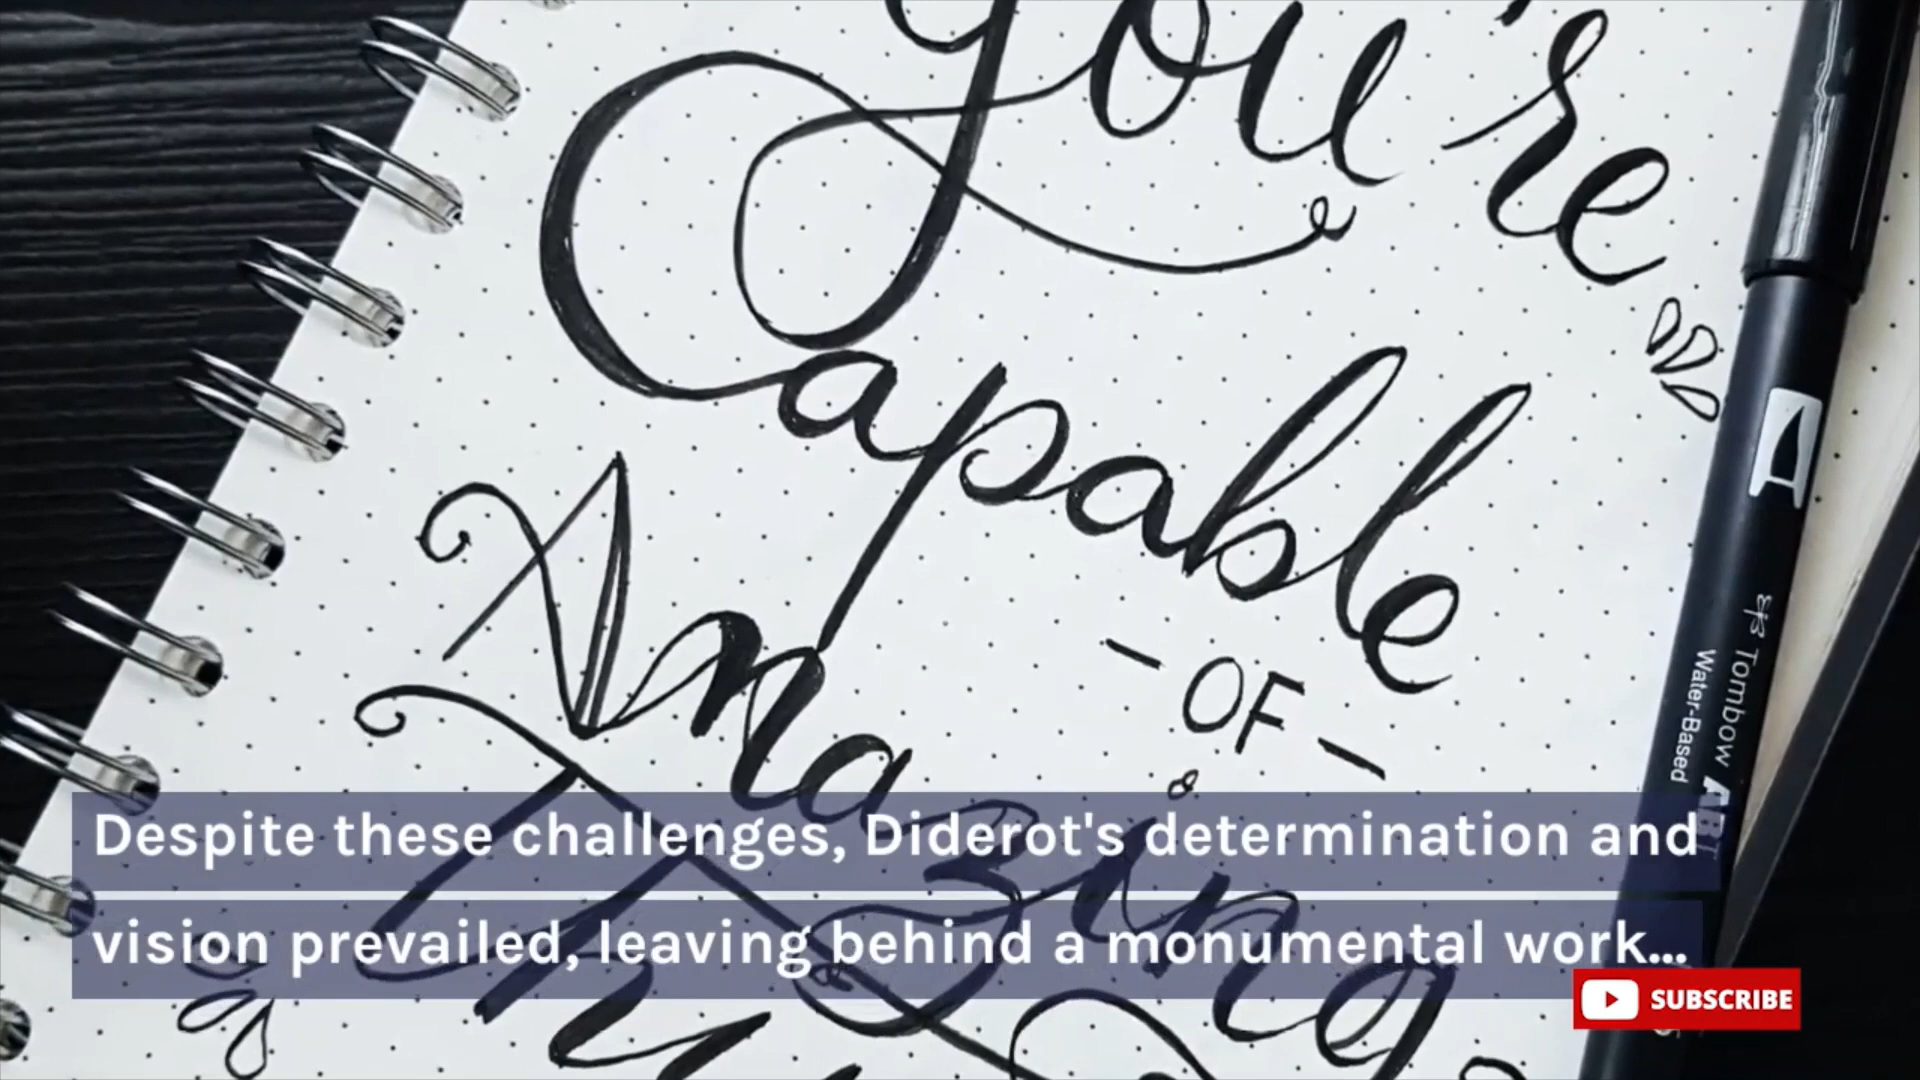 you're
Capable
- OF -
Amazing
Tombow ABT
Water-Based
Despite these challenges, Diderot's determination and
vision prevailed, leaving behind a monumental work...
SUBSCRIBE